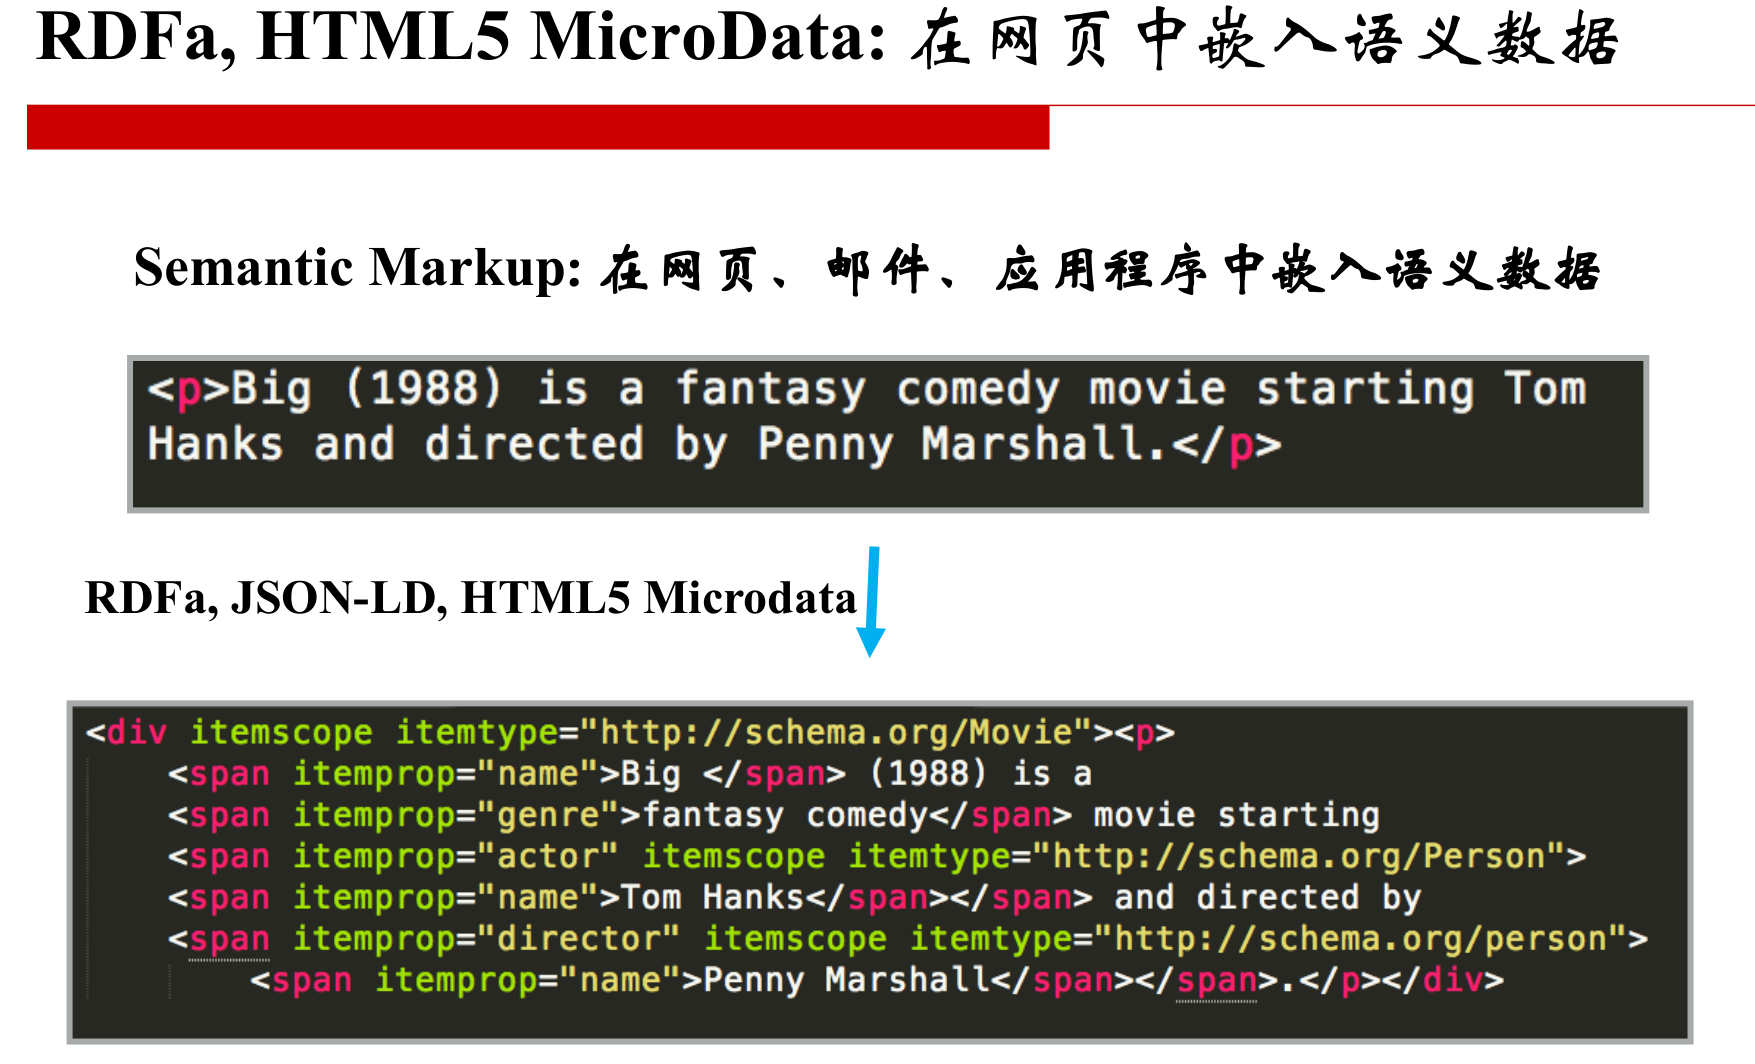 RDFa, HTML5 MicroData: 在网页中嵌入语义数据
Semantic Markup: 在网页、邮件、应用程序中嵌入语义数据
<p>Big (1988) is a fantasy comedy movie starting Tom
Hanks and directed by Penny Marshall.</p>
RDFa, JSON-LD, HTML5 Microdata
<div itemscope itemtype="http://schema.org/Movie"><p>
<span itemprop="name">Big </span> (1988) is a
<span itemprop="genre">fantasy comedy</span> movie starting
<span itemprop="actor" itemscope itemtype="http://schema.org/Person">
<span itemprop="name">Tom Hanks</span></span> and directed by
<span itemprop="director" itemscope itemtype="http://schema.org/person">
<span itemprop="name">Penny Marshall</span></span>.</p></div>